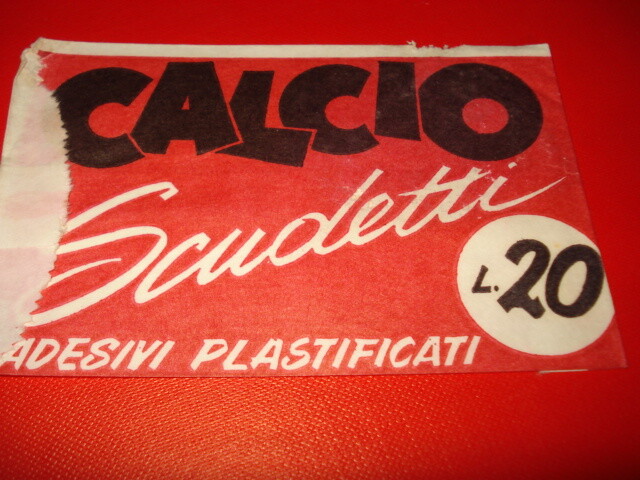 CALCIO
Scudetti
L.20
ADESIVI PLASTIFICATI